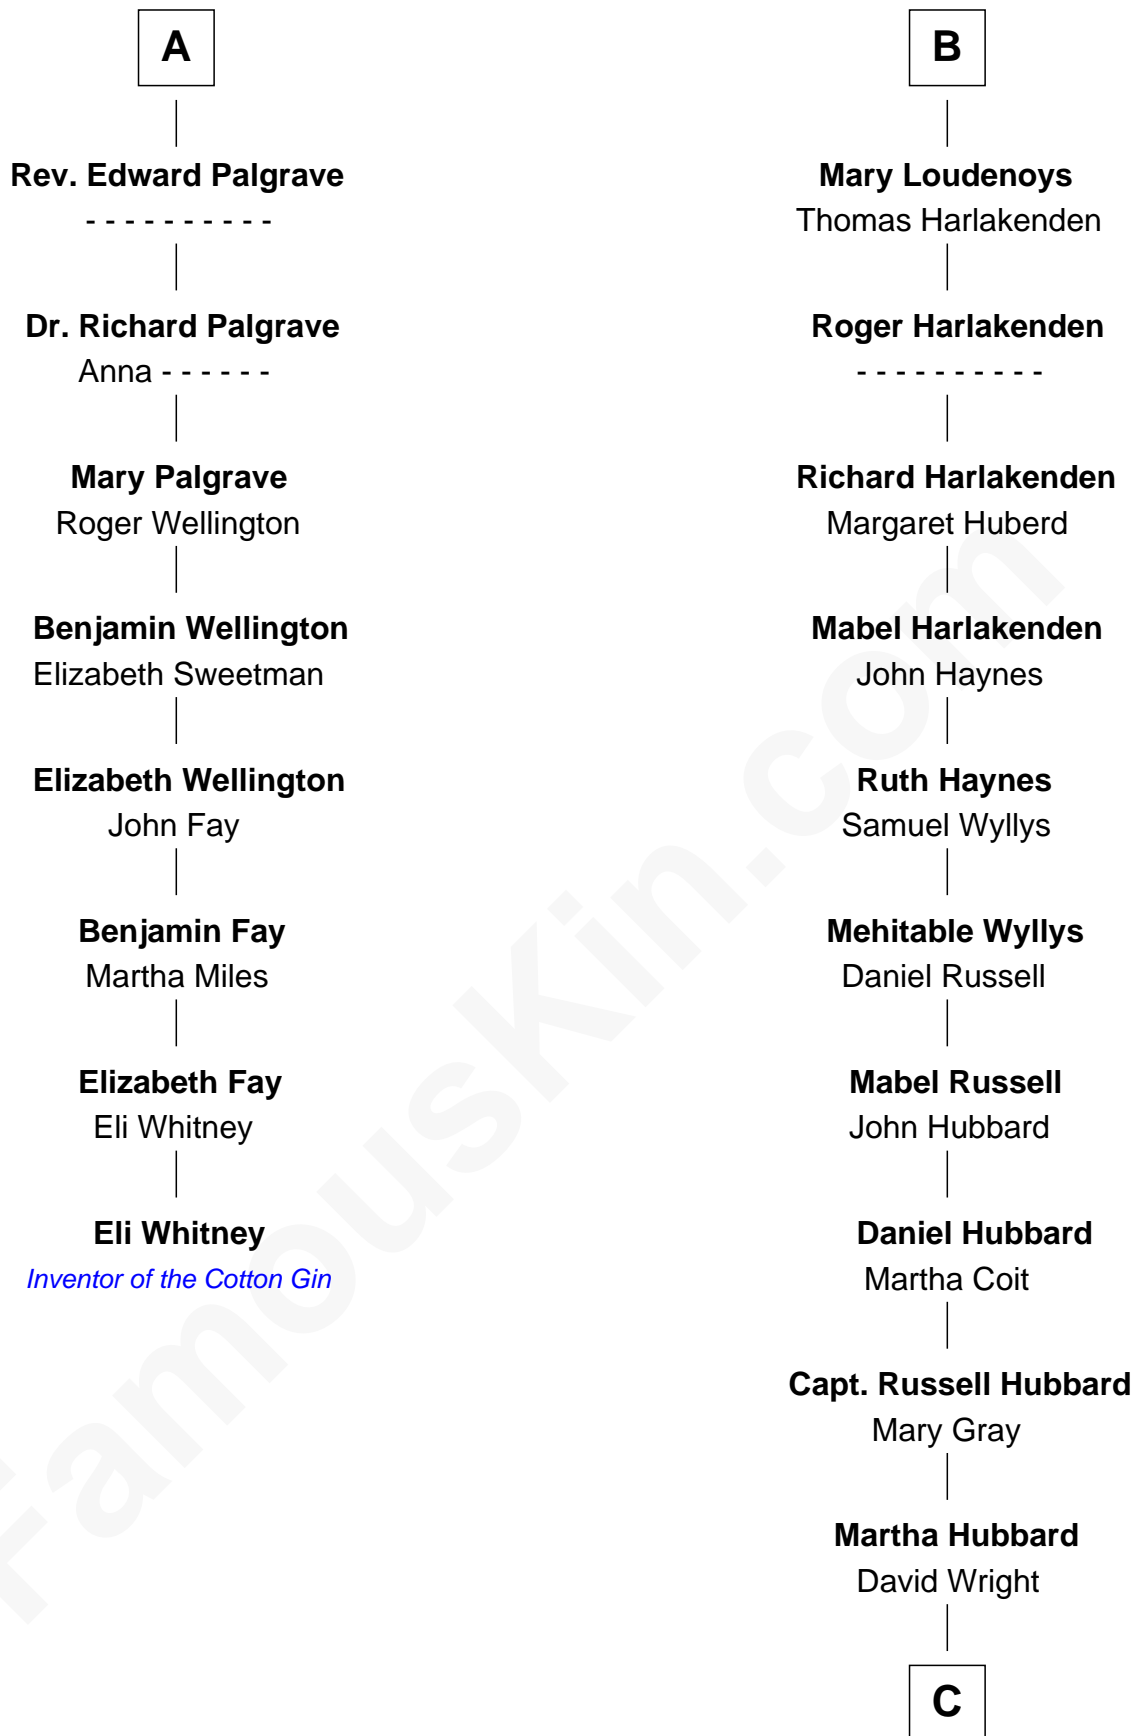 A
Rev. Edward Palgrave
- - - - - - - - - -
Dr. Richard Palgrave
Anna - - - - - -
Mary Palgrave
Roger Wellington
Benjamin Wellington
Elizabeth Sweetman
Elizabeth Wellington
John Fay
Benjamin Fay
Martha Miles
Elizabeth Fay
Eli Whitney
Eli Whitney
Inventor of the Cotton Gin
B
Mary Loudenoys
Thomas Harlakenden
Roger Harlakenden
- - - - - - - - - -
Richard Harlakenden
Margaret Huberd
Mabel Harlakenden
John Haynes
Ruth Haynes
Samuel Wyllys
Mehitable Wyllys
Daniel Russell
Mabel Russell
John Hubbard
Daniel Hubbard
Martha Coit
Capt. Russell Hubbard
Mary Gray
Martha Hubbard
David Wright
C
FamousKin.com